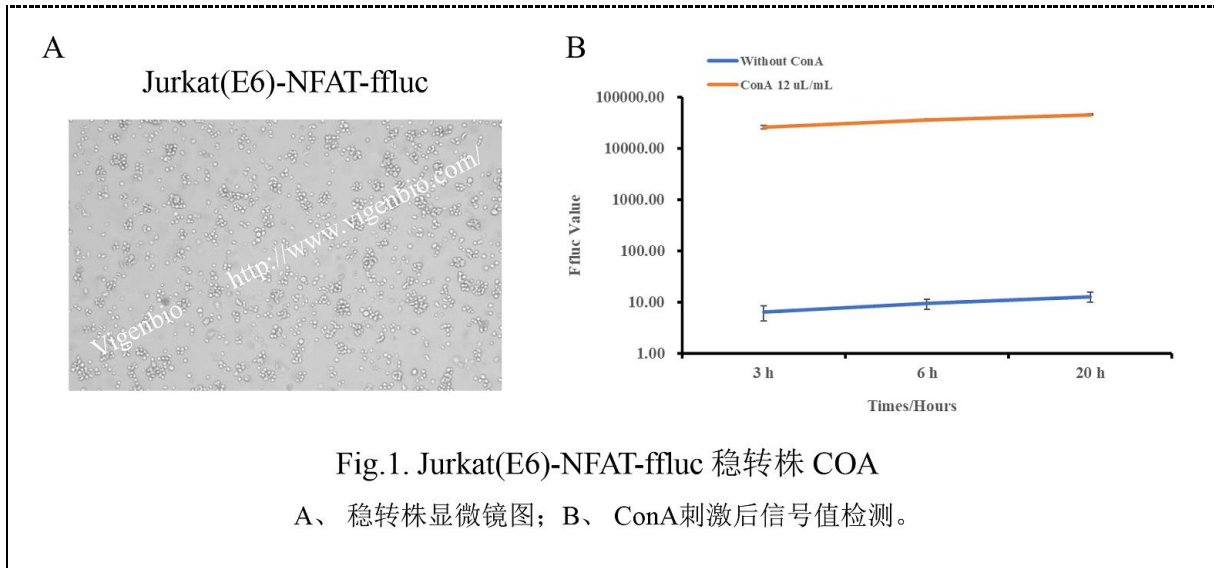 A
Jurkat(E6)-NFAT-ffluc
Vigenbio
http://www.vigenbio.com/
B
Without ConA
ConA 12 uL/mL
100000.00
10000.00
1000.00
100.00
10.00
1.00
Ffluc Value
3 h
6 h
20 h
Times/Hours
Fig.1. Jurkat(E6)-NFAT-ffluc 稳转株 COA
A、 稳转株显微镜图；B、 ConA刺激后信号值检测。